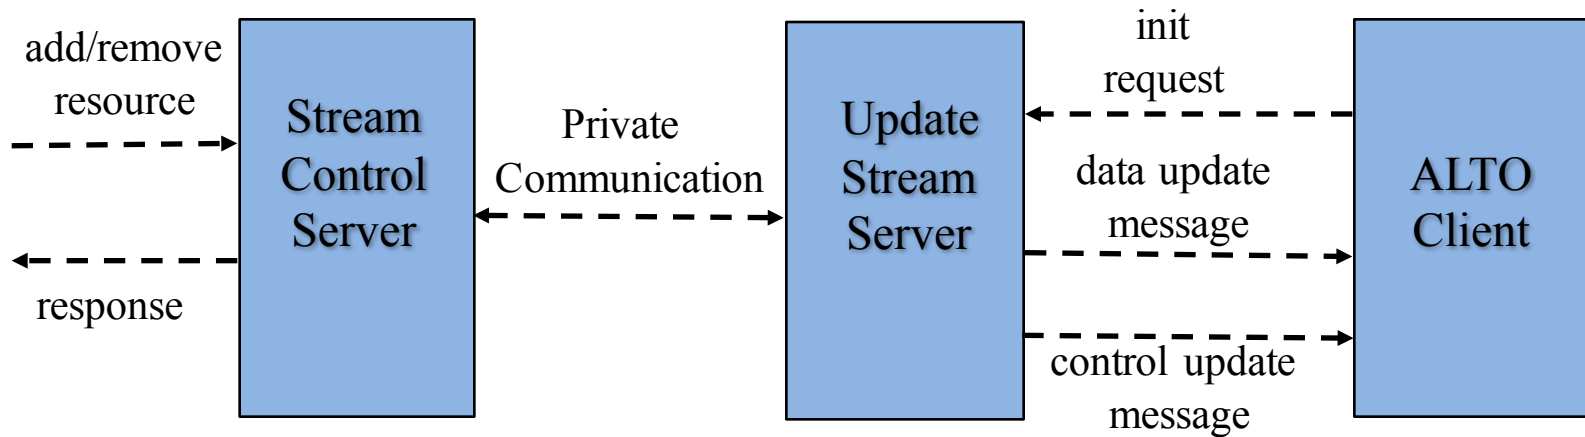 add/remove
resource
response
Stream
Control
Server
Private
Communication
Update
Stream
Server
init
request
data update
message
control update
message
ALTO
Client